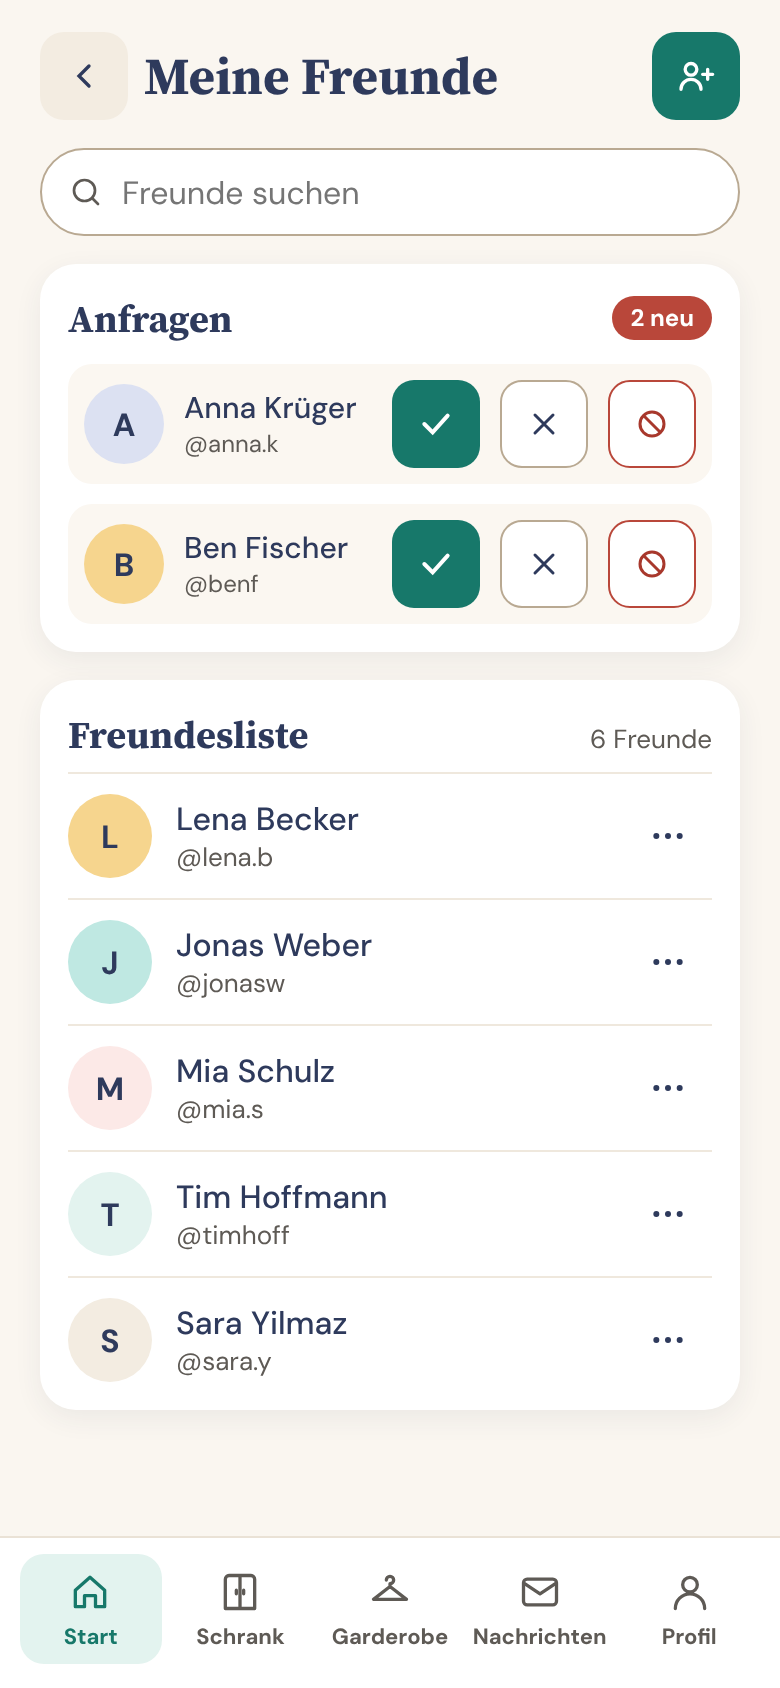 Meine Freunde
Freunde suchen
Anfragen
2 neu
A
Anna Krüger
@anna.k
B
Ben Fischer
@benf
Freundesliste
6 Freunde
L
Lena Becker
@lena.b
J
Jonas Weber
@jonasw
M
Mia Schulz
@mia.s
T
Tim Hoffmann
@timhoff
S
Sara Yilmaz
@sara.y
Start
Schrank
Garderobe
Nachrichten
Profil